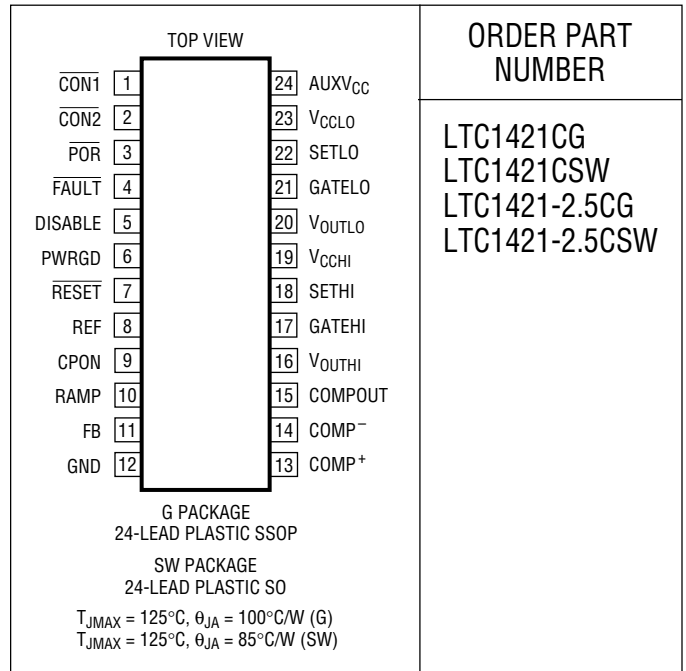 TOP VIEW
CON1 1
CON2 2
POR 3
FAULT 4
DISABLE 5
PWRGD 6
RESET 7
REF 8
CPON 9
RAMP 10
FB 11
GND 12
24 AUXVCC
23 VCCLO
22 SETLO
21 GATELO
20 VOUTLO
19 VCCHI
18 SETHI
17 GATEHI
16 VOUTHI
15 COMPOUT
14 COMP–
13 COMP+
G PACKAGE
24-LEAD PLASTIC SSOP
SW PACKAGE
24-LEAD PLASTIC SO
TJMAX = 125°C, θJA = 100°C/W (G)
TJMAX = 125°C, θJA = 85°C/W (SW)
ORDER PART
NUMBER
LTC1421CG
LTC1421CSW
LTC1421-2.5CG
LTC1421-2.5CSW